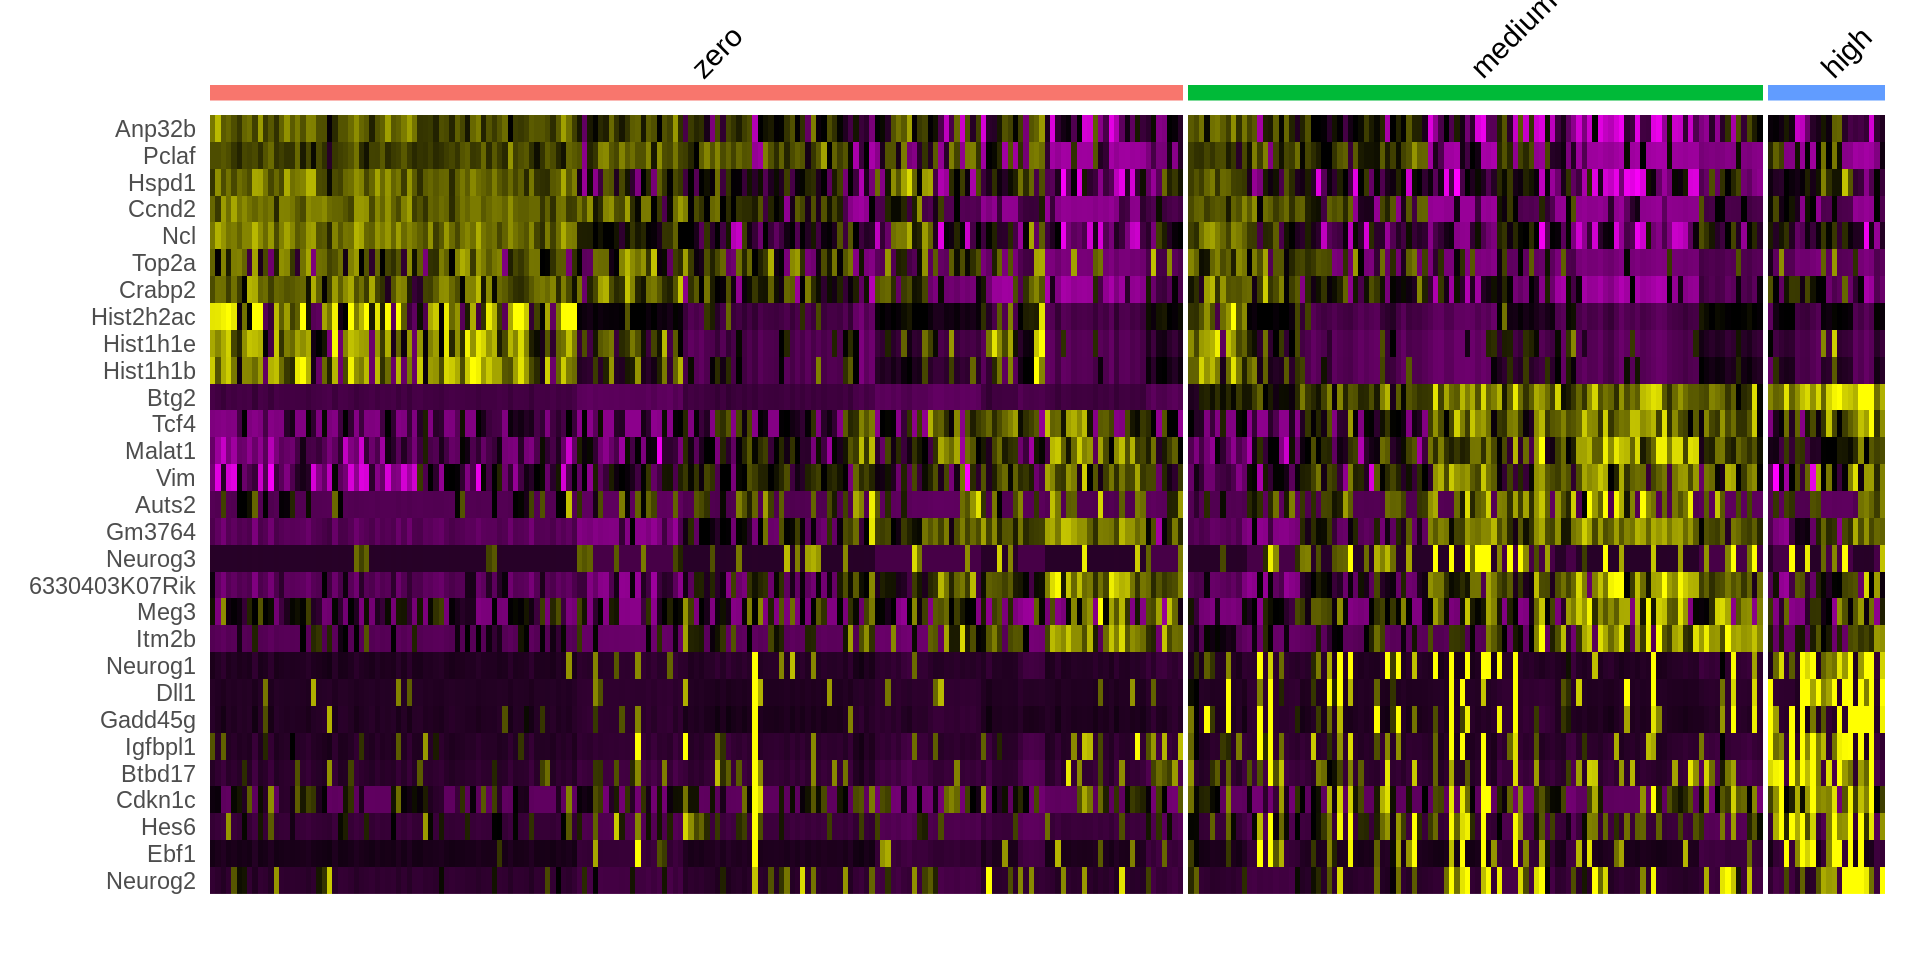 zero
medium
high
Anp32b
Pclaf
Hspd1
Ccnd2
Ncl
Top2a
Crabp2
Hist2h2ac
Hist1h1e
Hist1h1b
Btg2
Tcf4
Malat1
Vim
Auts2
Gm3764
Neurog3
6330403K07Rik
Meg3
Itm2b
Neurog1
Dll1
Gadd45g
Igfbpl1
Btbd17
Cdkn1c
Hes6
Ebf1
Neurog2